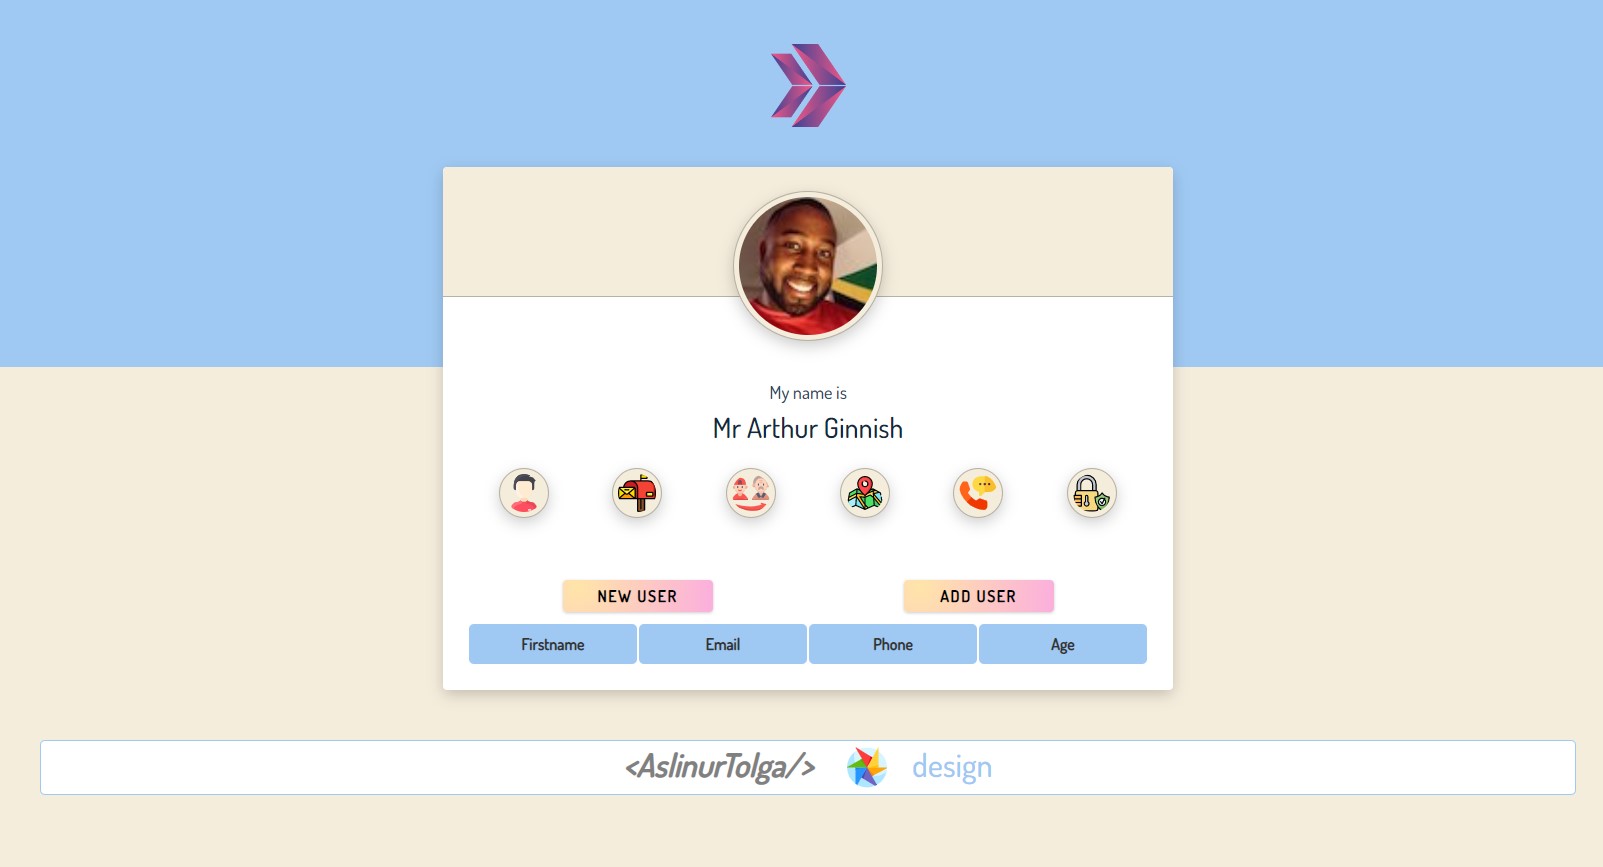 My name is
Mr Arthur Ginnish
NEW USER ADD USER
Firstname Email Phone Age
<AslinurTolga/> design